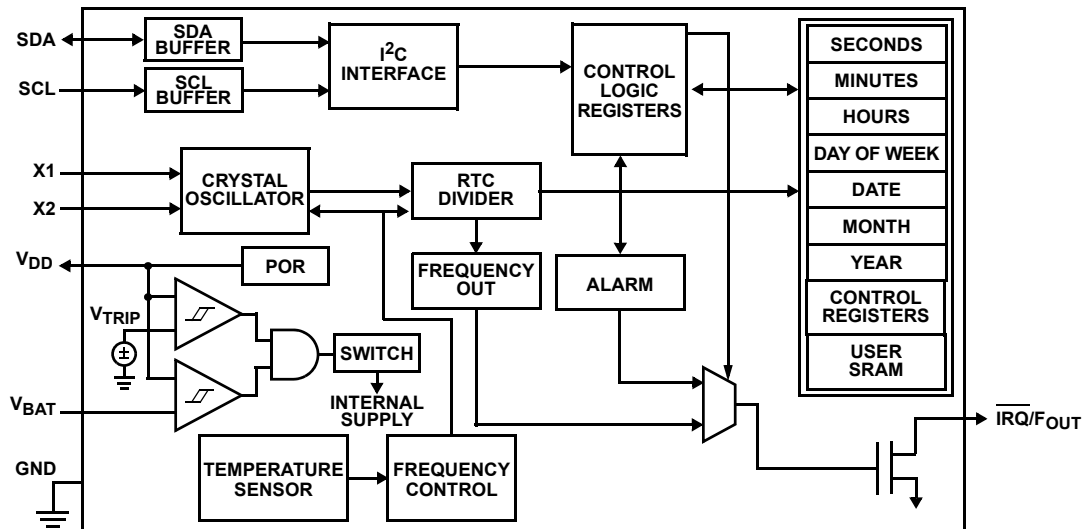 SDA
SDA
BUFFER
SCL
SCL
BUFFER
I²C
INTERFACE
CONTROL
LOGIC
REGISTERS
SECONDS
MINUTES
HOURS
DAY OF WEEK
DATE
MONTH
YEAR
CONTROL
REGISTERS
USER
SRAM
X1
X2
CRYSTAL
OSCILLATOR
RTC
DIVIDER
FREQUENCY
OUT
ALARM
VDD
POR
VTRIP
±
SWITCH
INTERNAL
SUPPLY
VBAT
GND
TEMPERATURE
SENSOR
FREQUENCY
CONTROL
I̅R̅Q̅/FOUT